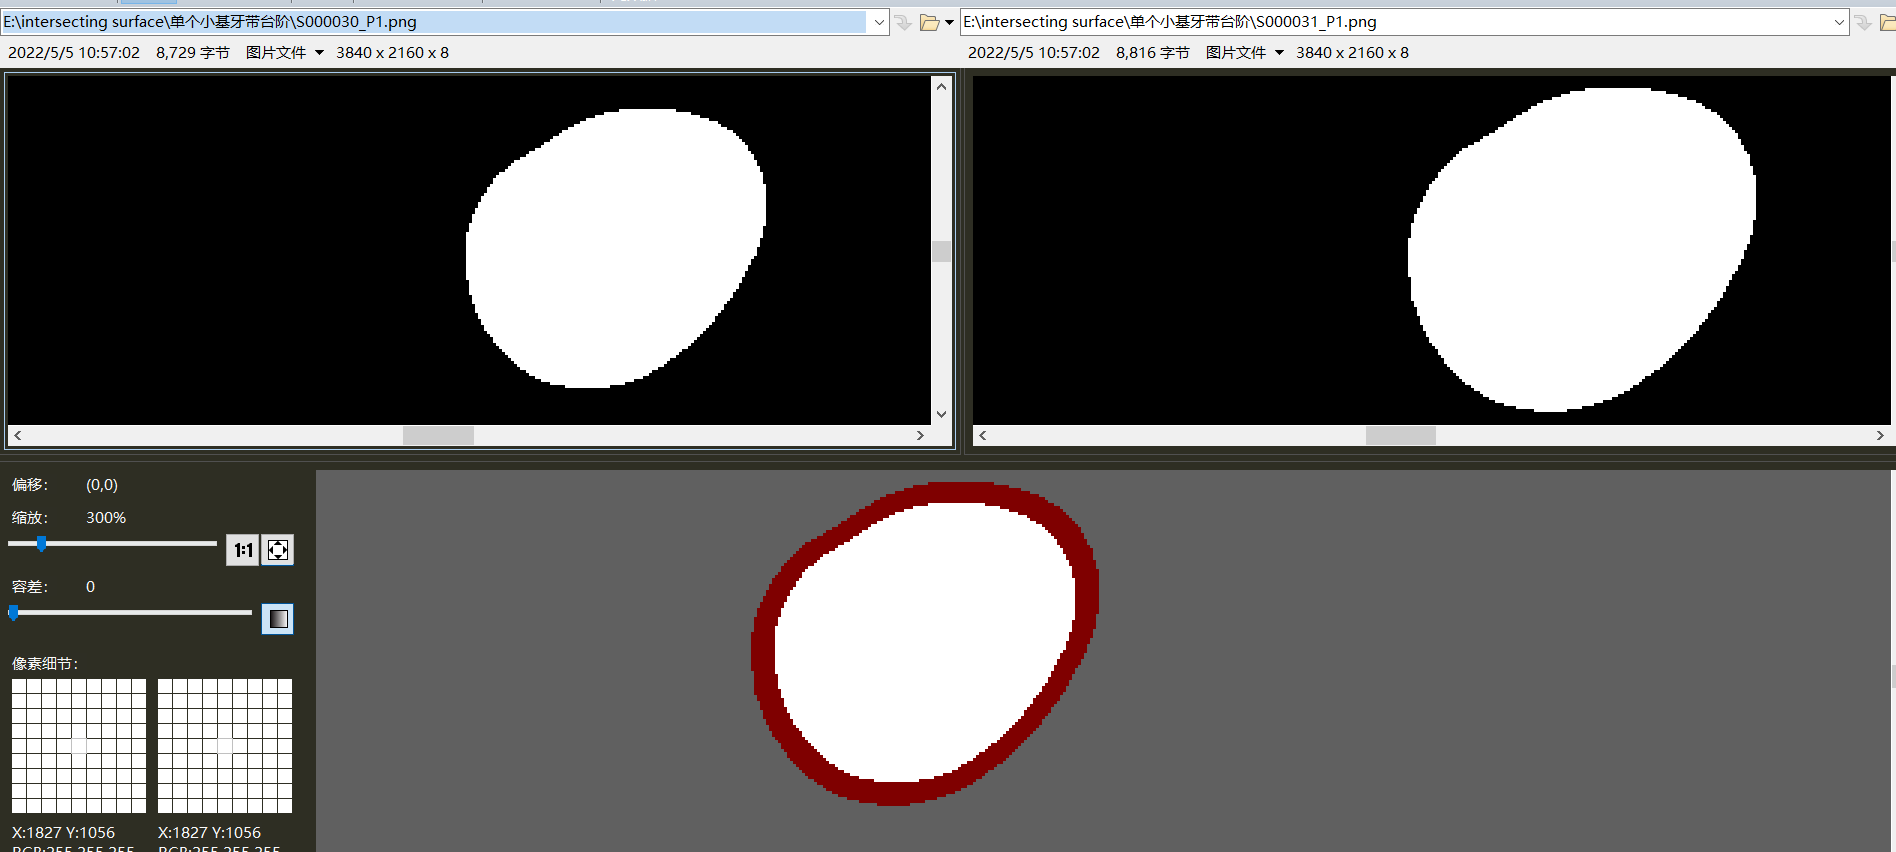 E:\intersecting surface\单个小基牙带台阶\S000030_P1.png
E:\intersecting surface\单个小基牙带台阶\S000031_P1.png
2022/5/5 10:57:02 8,729 字节 图片文件 3840 x 2160 x 8
2022/5/5 10:57:02 8,816 字节 图片文件 3840 x 2160 x 8
偏移: (0,0)
缩放: 300%
1:1
容差: 0
像素细节:
X:1827 Y:1056
X:1827 Y:1056
RGB:255 255 255
RGB:255 255 255